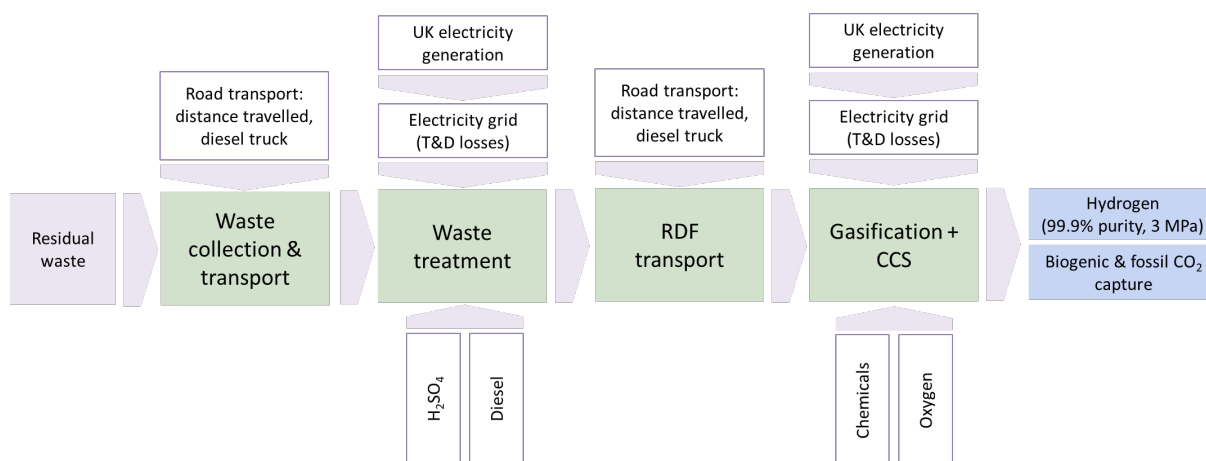 UK electricity
generation
UK electricity
generation
Road transport:
distance travelled,
diesel truck
Electricity grid
(T&D losses)
Road transport:
distance travelled,
diesel truck
Electricity grid
(T&D losses)
Residual
waste
Waste
collection &
transport
Waste
treatment
RDF
transport
Gasification +
CCS
Hydrogen
(99.9% purity, 3 MPa)
Biogenic & fossil CO₂
capture
H₂SO₄
Diesel
Chemicals
Oxygen